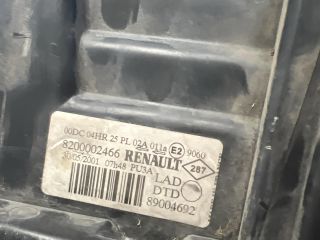 00DC 04HR 25 PL 02A 011a E2 9060
8200002466 RENAULT 287
30/05/2001 07h48 PU3A LAD
DTD
89004692